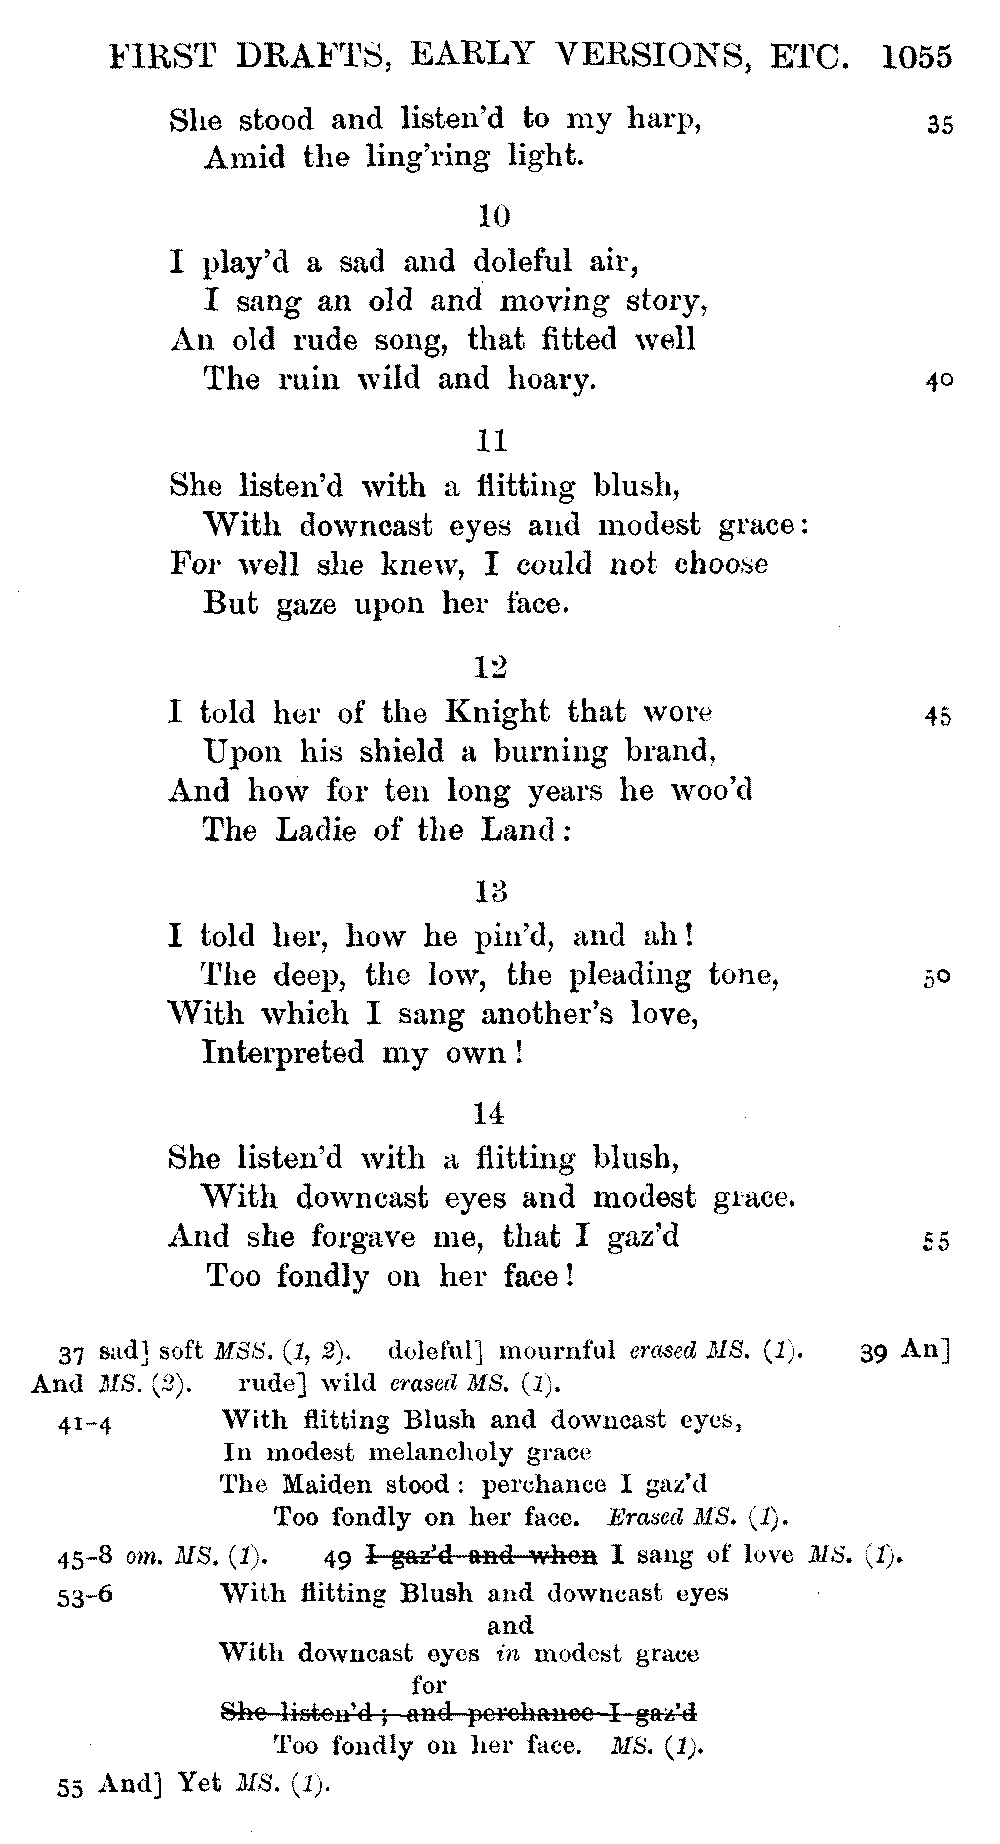 FIRST DRAFTS, EARLY VERSIONS, ETC. 1055
She stood and listen'd to my harp, 35
Amid the ling'ring light.
10
I play'd a sad and doleful air,
I sang an old and moving story,
An old rude song, that fitted well
The ruin wild and hoary. 40
11
She listen'd with a flitting blush,
With downcast eyes and modest grace:
For well she knew, I could not choose
But gaze upon her face.
12
I told her of the Knight that wore 45
Upon his shield a burning brand,
And how for ten long years he woo'd
The Ladie of the Land:
13
I told her, how he pin'd, and ah!
The deep, the low, the pleading tone, 50
With which I sang another's love,
Interpreted my own!
14
She listen'd with a flitting blush,
With downcast eyes and modest grace.
And she forgave me, that I gaz'd 55
Too fondly on her face!
37 sad] soft MSS. (1, 2). doleful] mournful erased MS. (1). 39 An]
And MS. (2). rude] wild erased MS. (1).
41-4 With flitting Blush and downcast eyes,
In modest melancholy grace
The Maiden stood: perchance I gaz'd
Too fondly on her face. Erased MS. (1).
45-8 om. MS. (1). 49 I gaz'd and when I sang of love MS. (1).
53-6 With flitting Blush and downcast eyes
and
With downcast eyes in modest grace
for
She listen'd; and perchance I gaz'd
Too fondly on her face. MS. (1).
55 And] Yet MS. (1).